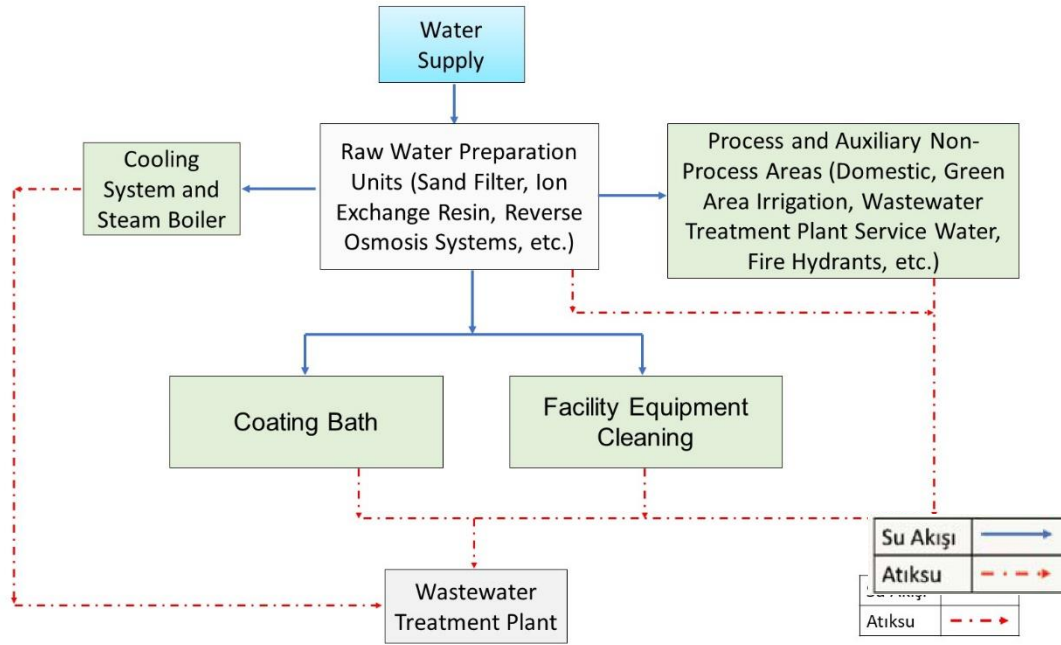 Water
Supply
Cooling
System and
Steam Boiler
Raw Water Preparation
Units (Sand Filter, Ion
Exchange Resin, Reverse
Osmosis Systems, etc.)
Process and Auxiliary Non-
Process Areas (Domestic, Green
Area Irrigation, Wastewater
Treatment Plant Service Water,
Fire Hydrants, etc.)
Coating Bath
Facility Equipment
Cleaning
Wastewater
Treatment Plant
Su Akışı
Atıksu
Su Akışı
Atıksu